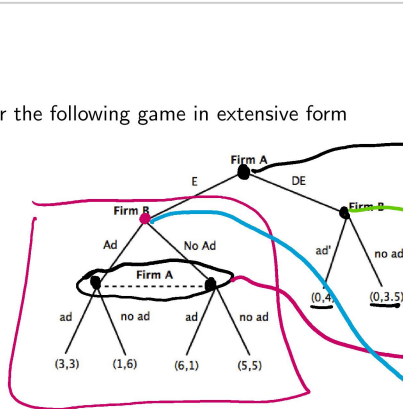 r the following game in extensive form
Firm A
E
DE
Firm B
Firm B
Ad
No Ad
ad'
no ad
Firm A
(0,4)
(0,3.5)
ad
no ad
ad
no ad
(3,3)
(1,6)
(6,1)
(5,5)